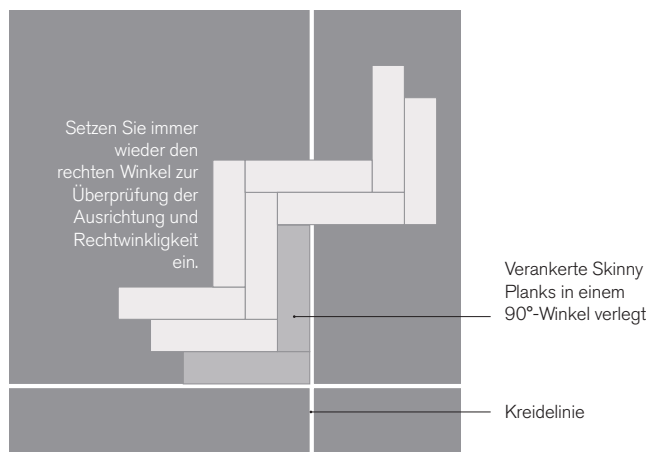 Setzen Sie immer
wieder den
rechten Winkel zur
Überprüfung der
Ausrichtung und
Rechtwinkligkeit
ein.
Verankerte Skinny
Planks in einem
90°-Winkel verlegt
Kreidelinie